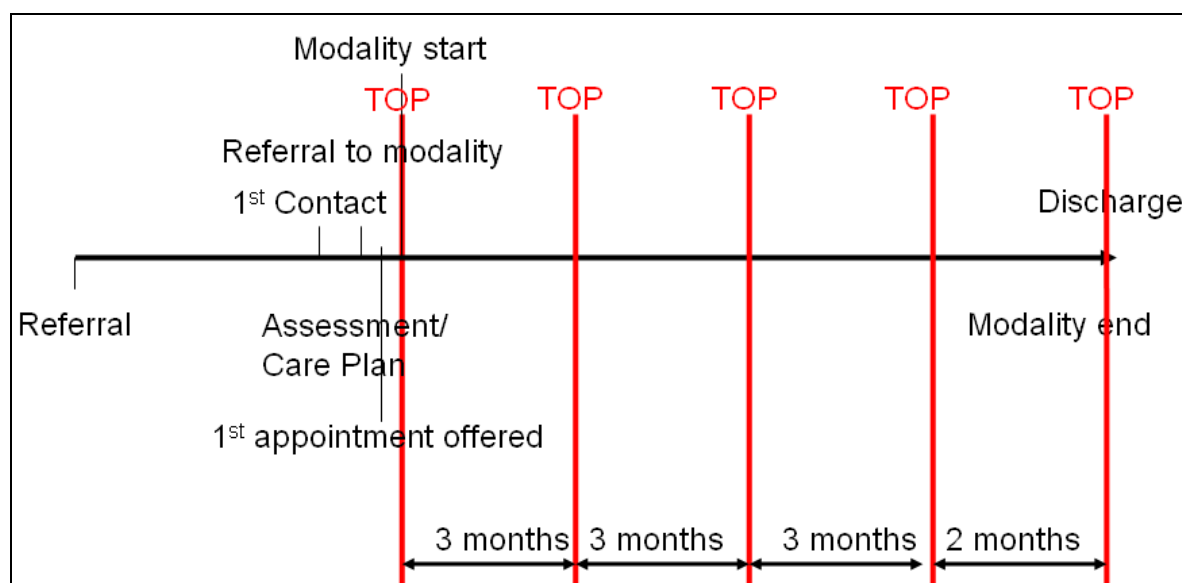 Modality start
TOP TOP TOP TOP TOP
Referral to modality
1st Contact
Discharge
Referral
Assessment/
Care Plan
Modality end
1st appointment offered
3 months 3 months 3 months 2 months